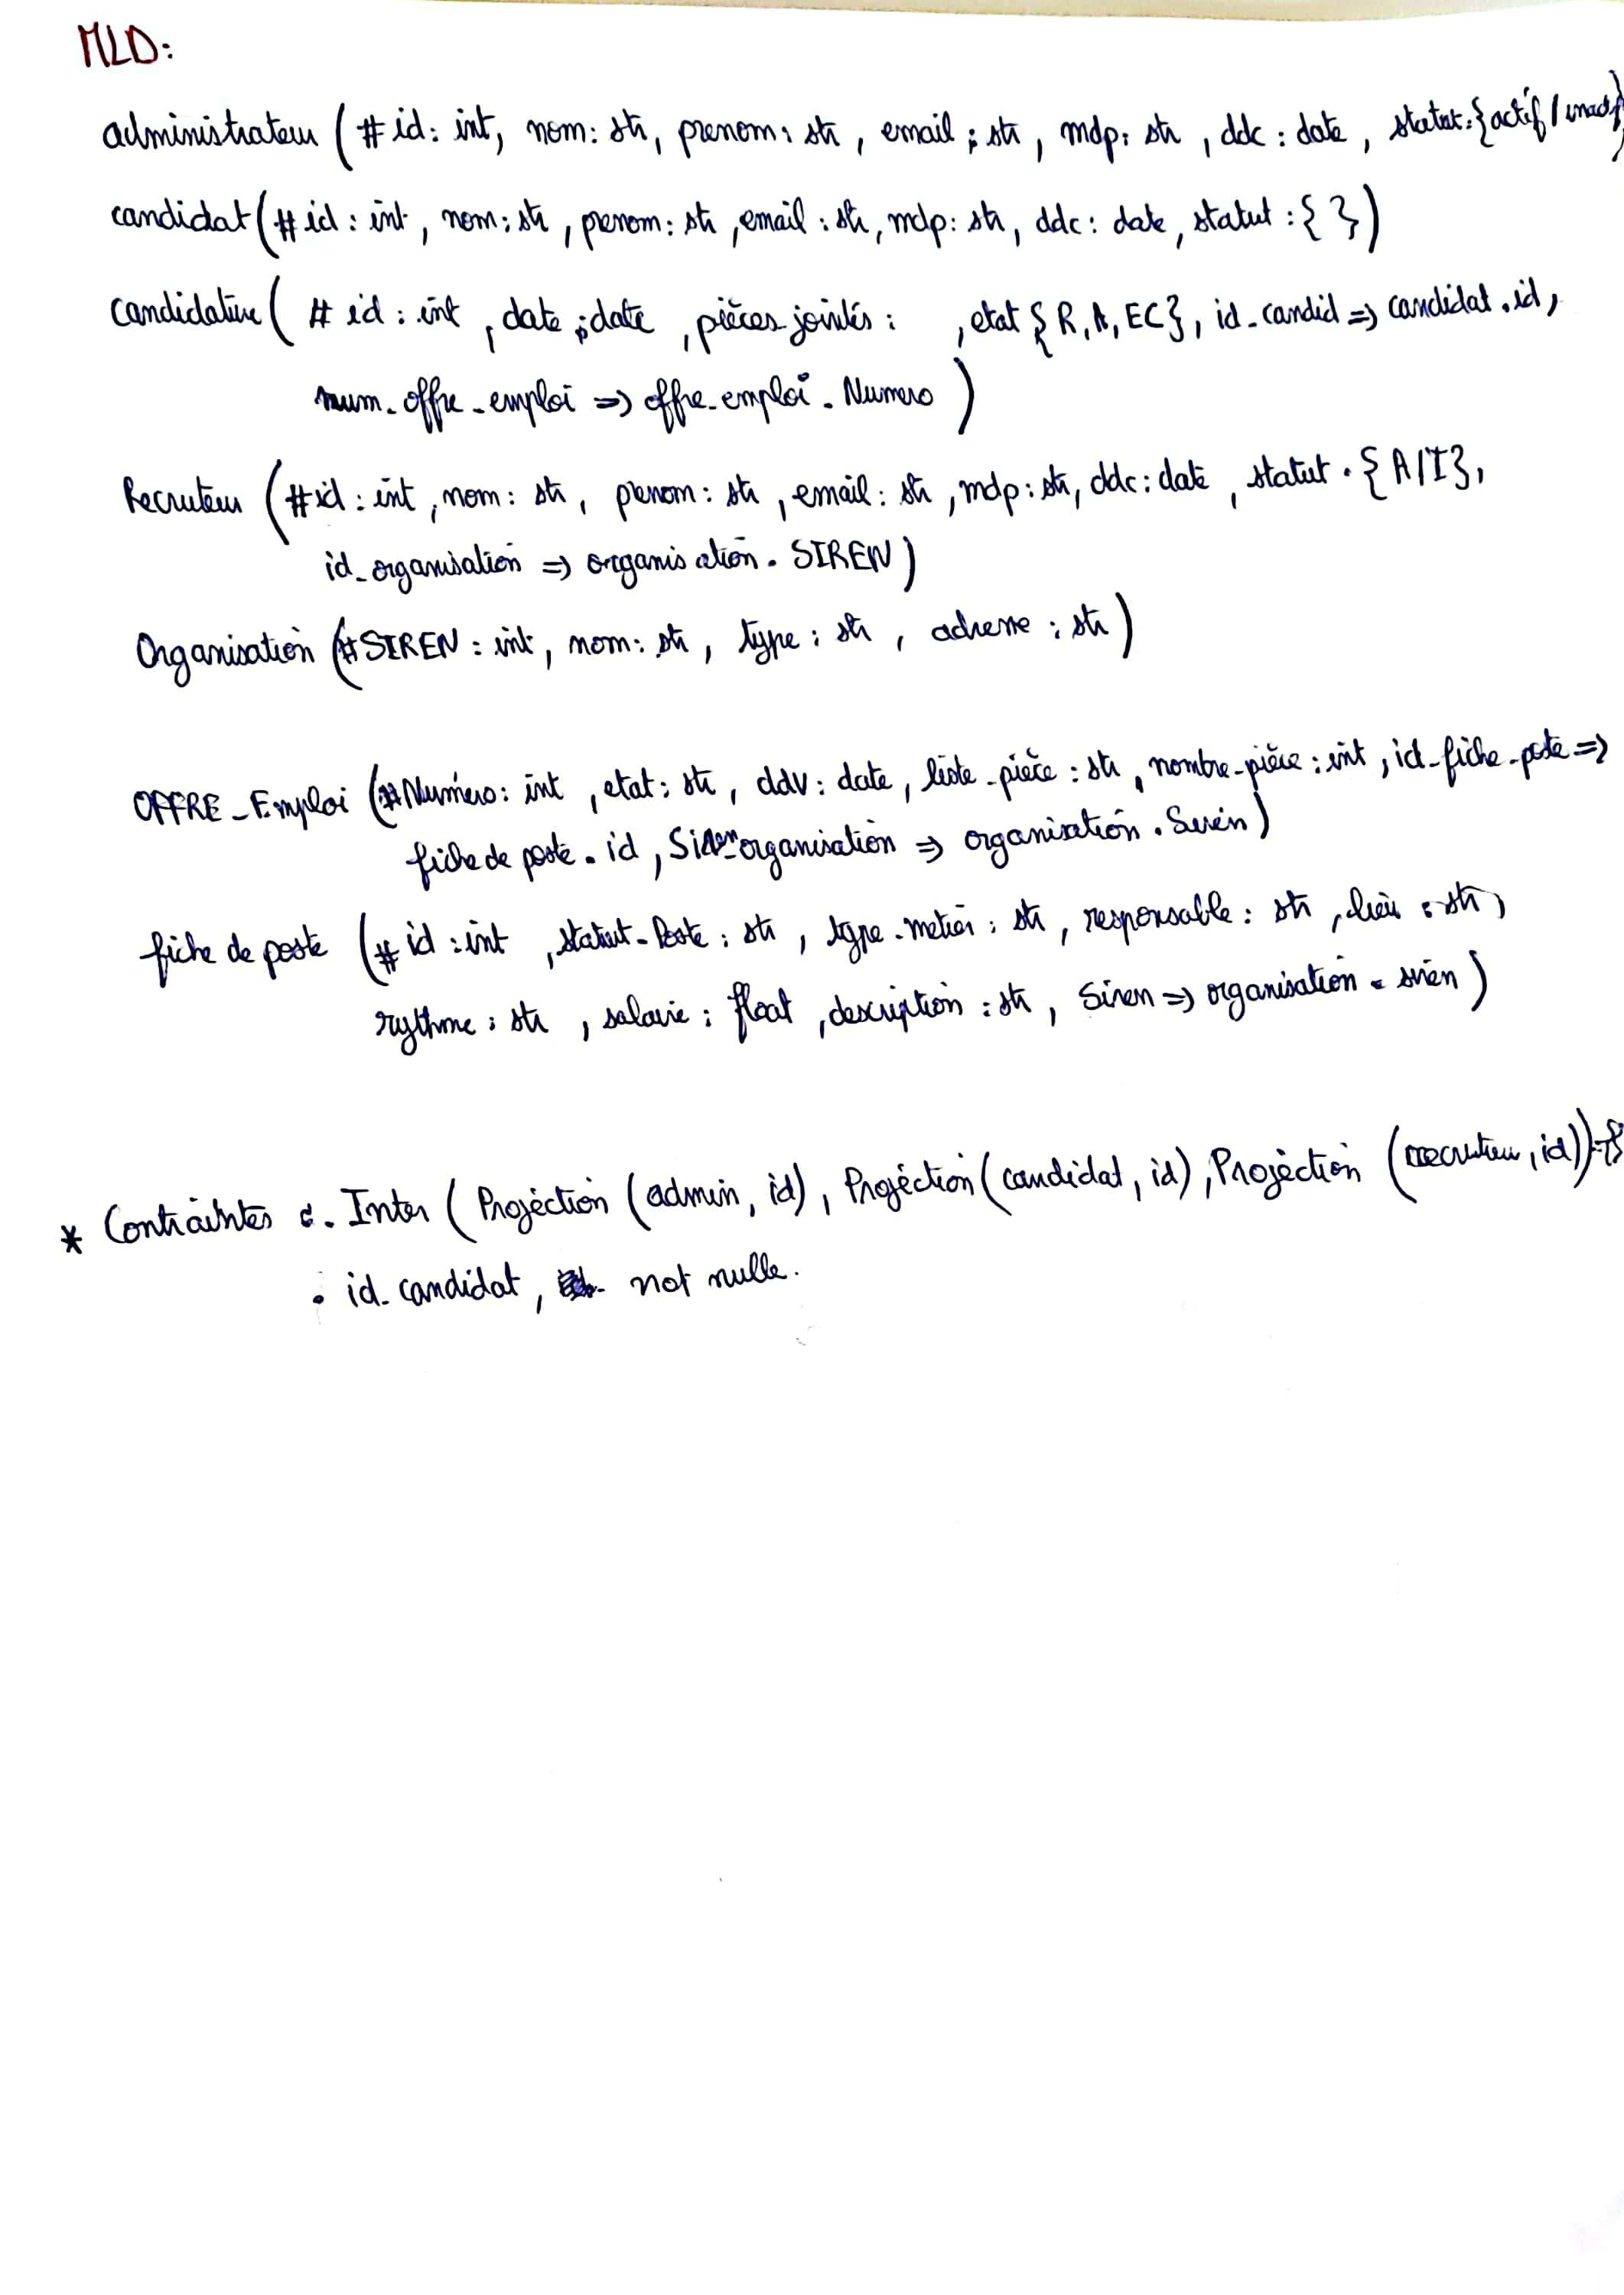 MLD:
administrateur (#id: int, nom: str, prenom: str, email: str, mdp: str, ddc: date, statut: {actif / inactif}
candidat (#id: int, nom: str, prenom: str, email: str, mdp: str, ddc: date, statut: { })
candidature (#id: int, date: date, pièces-jointes: , etat {R, A, EC}, id_candid => candidat.id,
num_offre_emploi => offre_emploi.Numero)
Recruteur (#id: int, nom: str, prenom: str, email: str, mdp: str, ddc: date, statut. {A/I},
id_organisation => organisation.SIREN)
Organisation (#SIREN: int, nom: str, type: str, adresse: str)
OFFRE_Emploi (#Numéro: int, etat: str, ddv: date, liste_pièce: str, nombre_pièce: int, id_fiche_poste =>
fiche de poste.id, Siren_organisation => organisation.Siren)
fiche de poste (#id: int, statut_Poste: str, type_metier: str, responsable: str, lieu: str,
rythme: str, salaire: float, description: str, Siren => organisation.siren)
* Contraintes . Inter (Projection (admin, id), Projection (candidat, id), Projection (recruteur, id))
• id_candidat, not nulle.